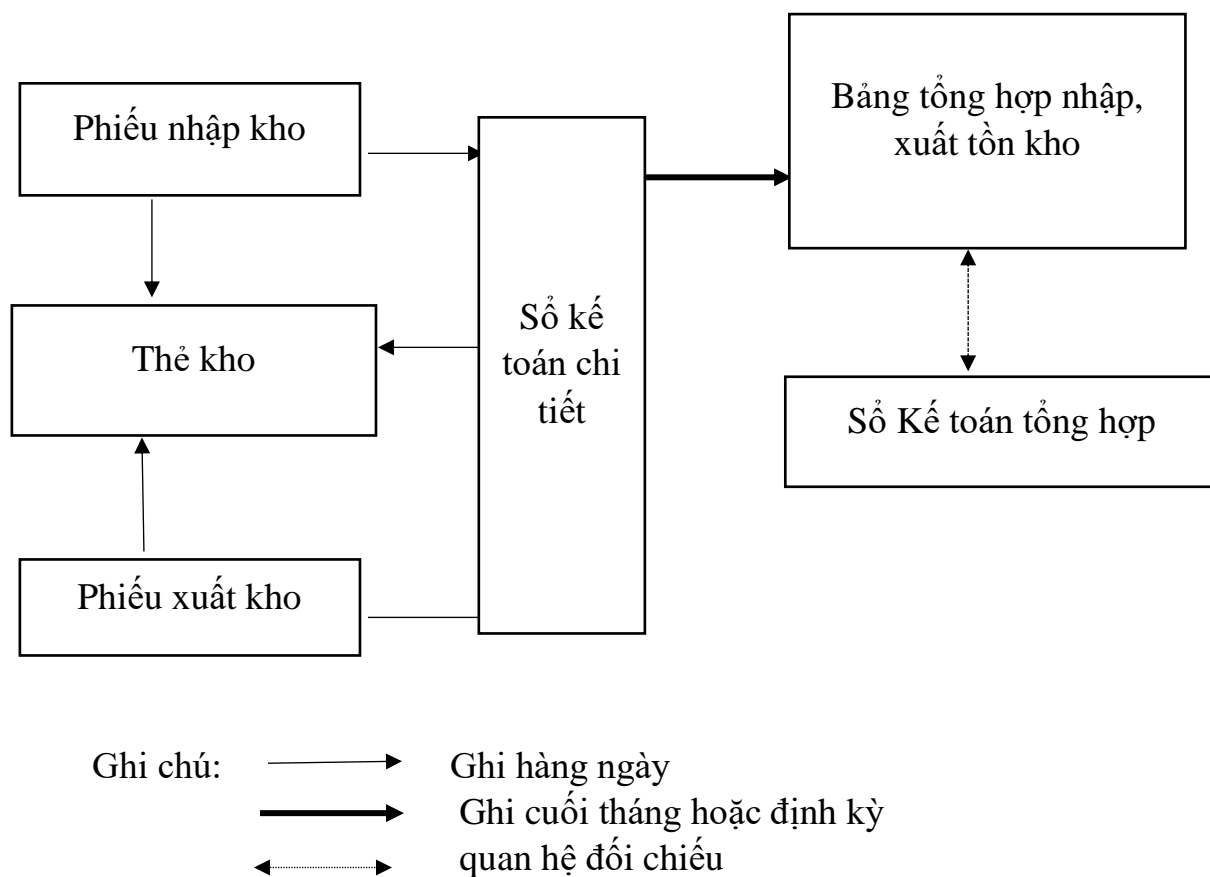 Phiếu nhập kho
Bảng tổng hợp nhập,
xuất tồn kho
Sổ kế
toán chi
tiết
Thẻ kho
Sổ Kế toán tổng hợp
Phiếu xuất kho
Ghi chú:
Ghi hàng ngày
Ghi cuối tháng hoặc định kỳ
quan hệ đối chiếu